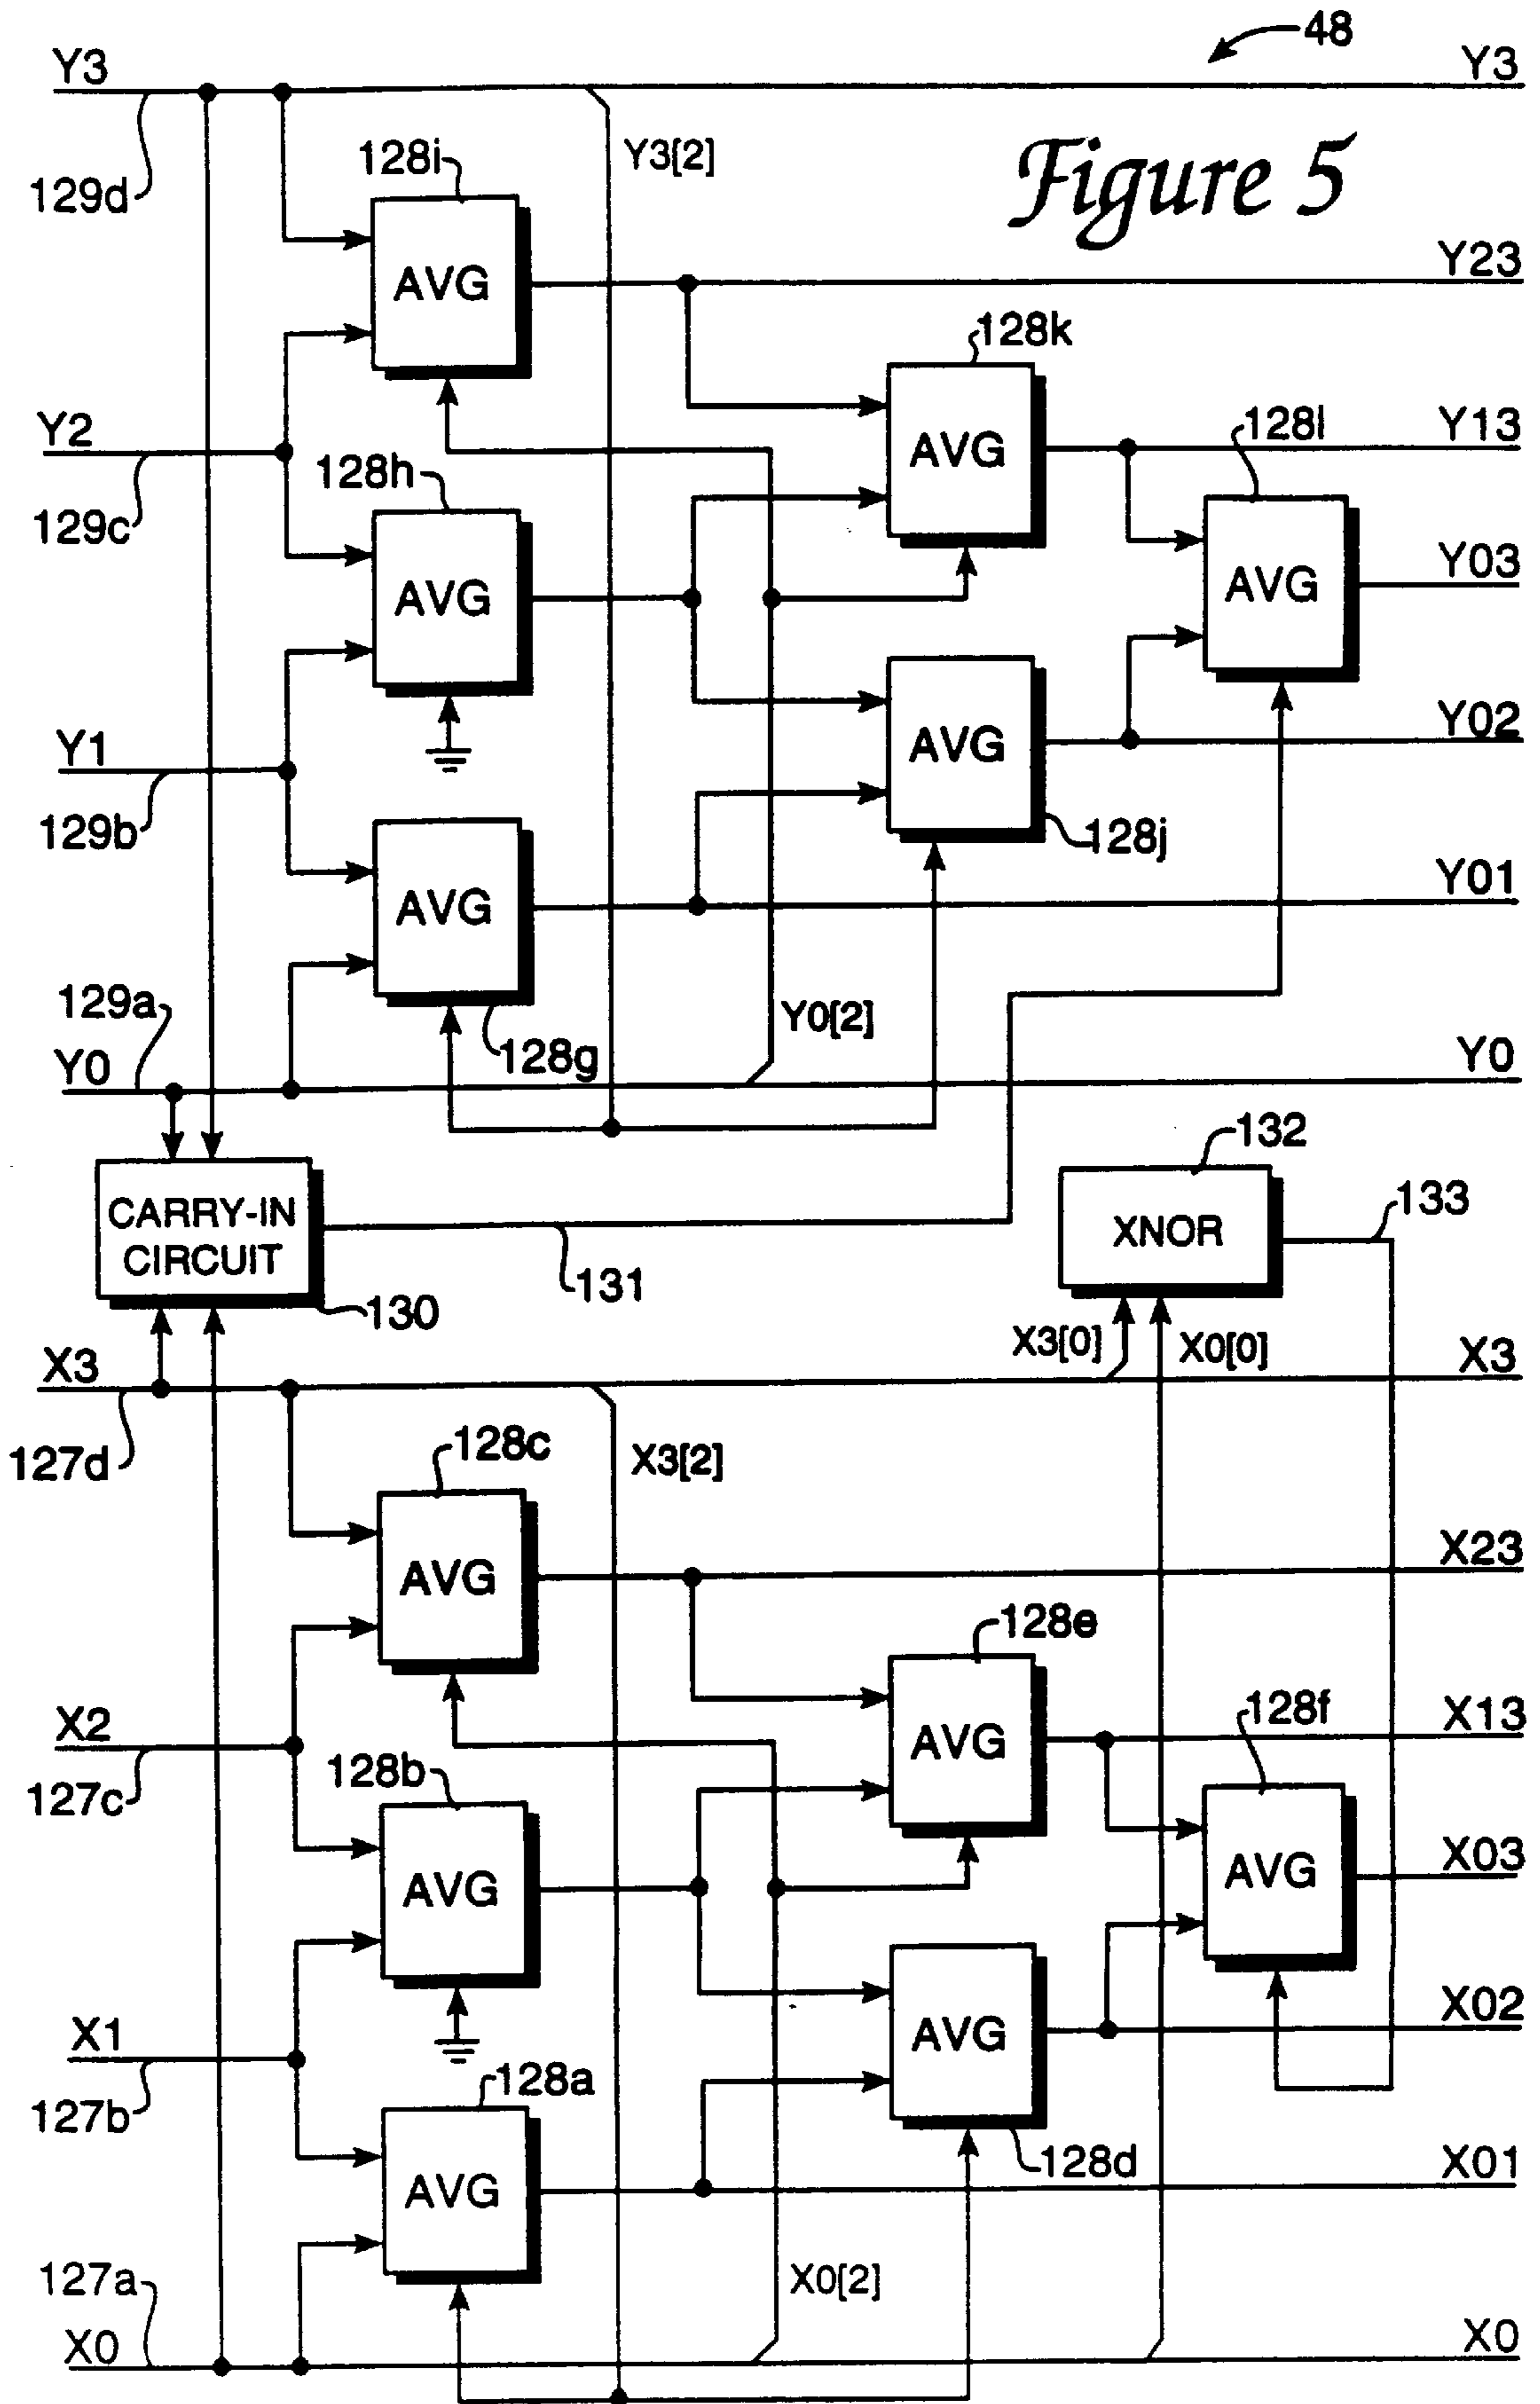 48
Y3
Y3
Figure 5
129d
128i
Y3[2]
AVG
Y23
128k
Y2
128h
AVG
128l
Y13
129c
AVG
AVG
Y03
Y1
AVG
Y02
129b
128j
AVG
Y01
129a
Y0[2]
128g
Y0
Y0
132
CARRY-IN
CIRCUIT
XNOR
133
131
130
X3[0]
X0[0]
X3
X3
127d
128c
X3[2]
AVG
X23
128e
X2
128f
X13
127c
128b
AVG
AVG
AVG
X03
X1
AVG
X02
127b
128a
128d
AVG
X01
127a
X0[2]
X0
X0